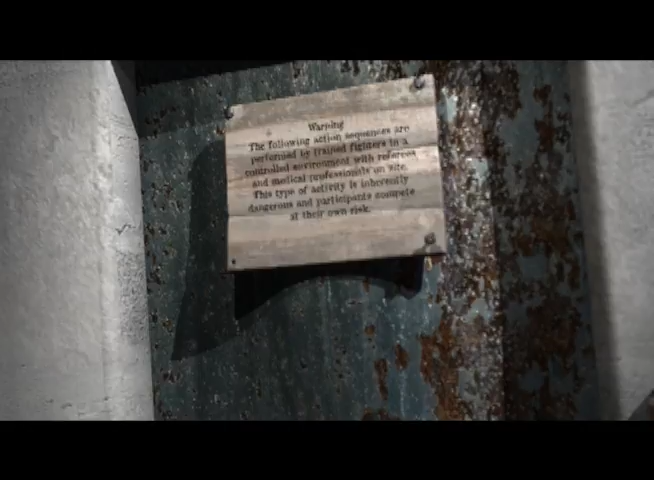 Warning
The following action sequences are
performed by trained fighters in a
controlled environment with referees
and medical professionals on site.
This type of activity is inherently
dangerous and participants compete
at their own risk.